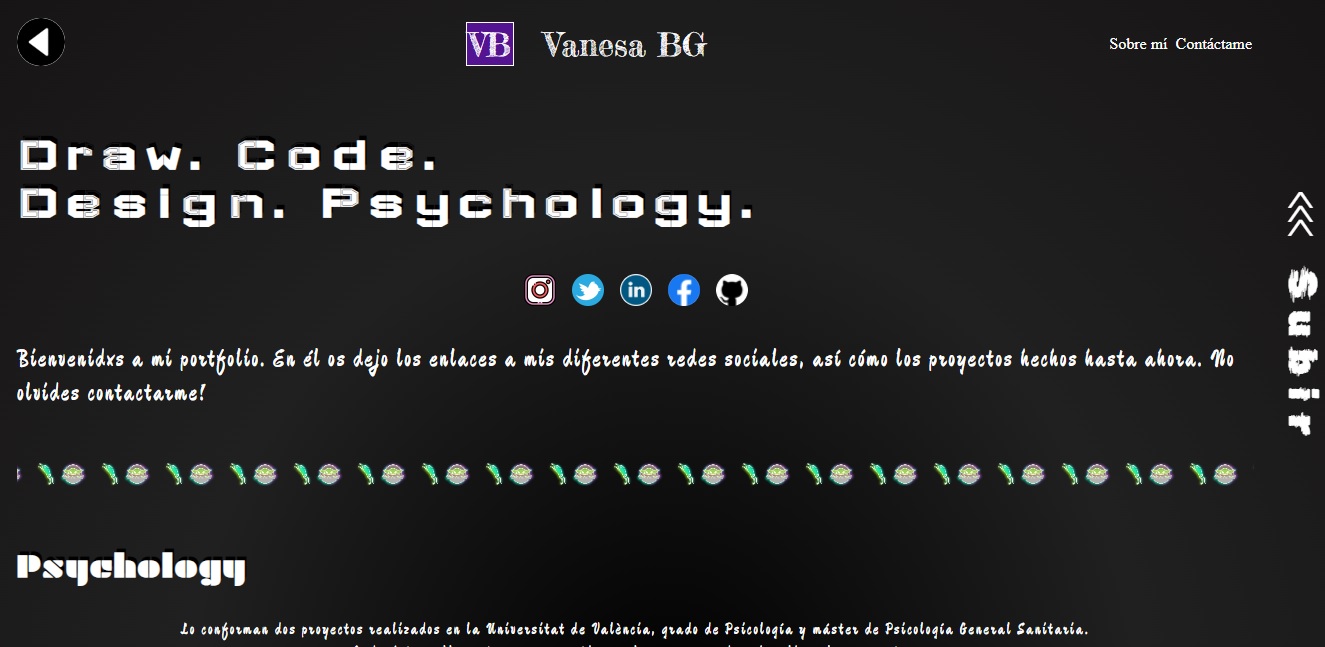 VB Vanesa BG
Sobre mí Contáctame
Draw. Code.
Design. Psychology.
Subir
Bienvenidxs a mi portfolio. En él os dejo los enlaces a mis diferentes redes sociales, así cómo los proyectos hechos hasta ahora. No
olvides contactarme!
Psychology
Lo conforman dos proyectos realizados en la Universitat de València, grado de Psicología y máster de Psicología General Sanitaria.